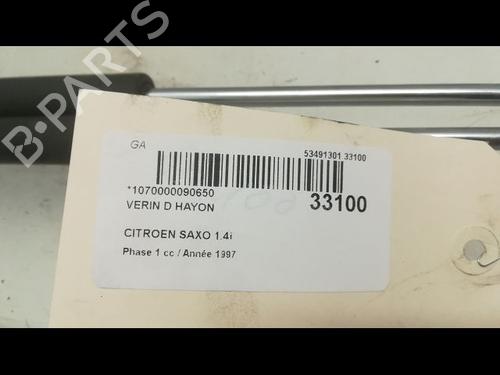 B-PARTS
GA
53491301.33100
*1070000090650
VERIN D HAYON
33100
CITROEN SAXO 1.4i
Phase 1 cc / Année 1997